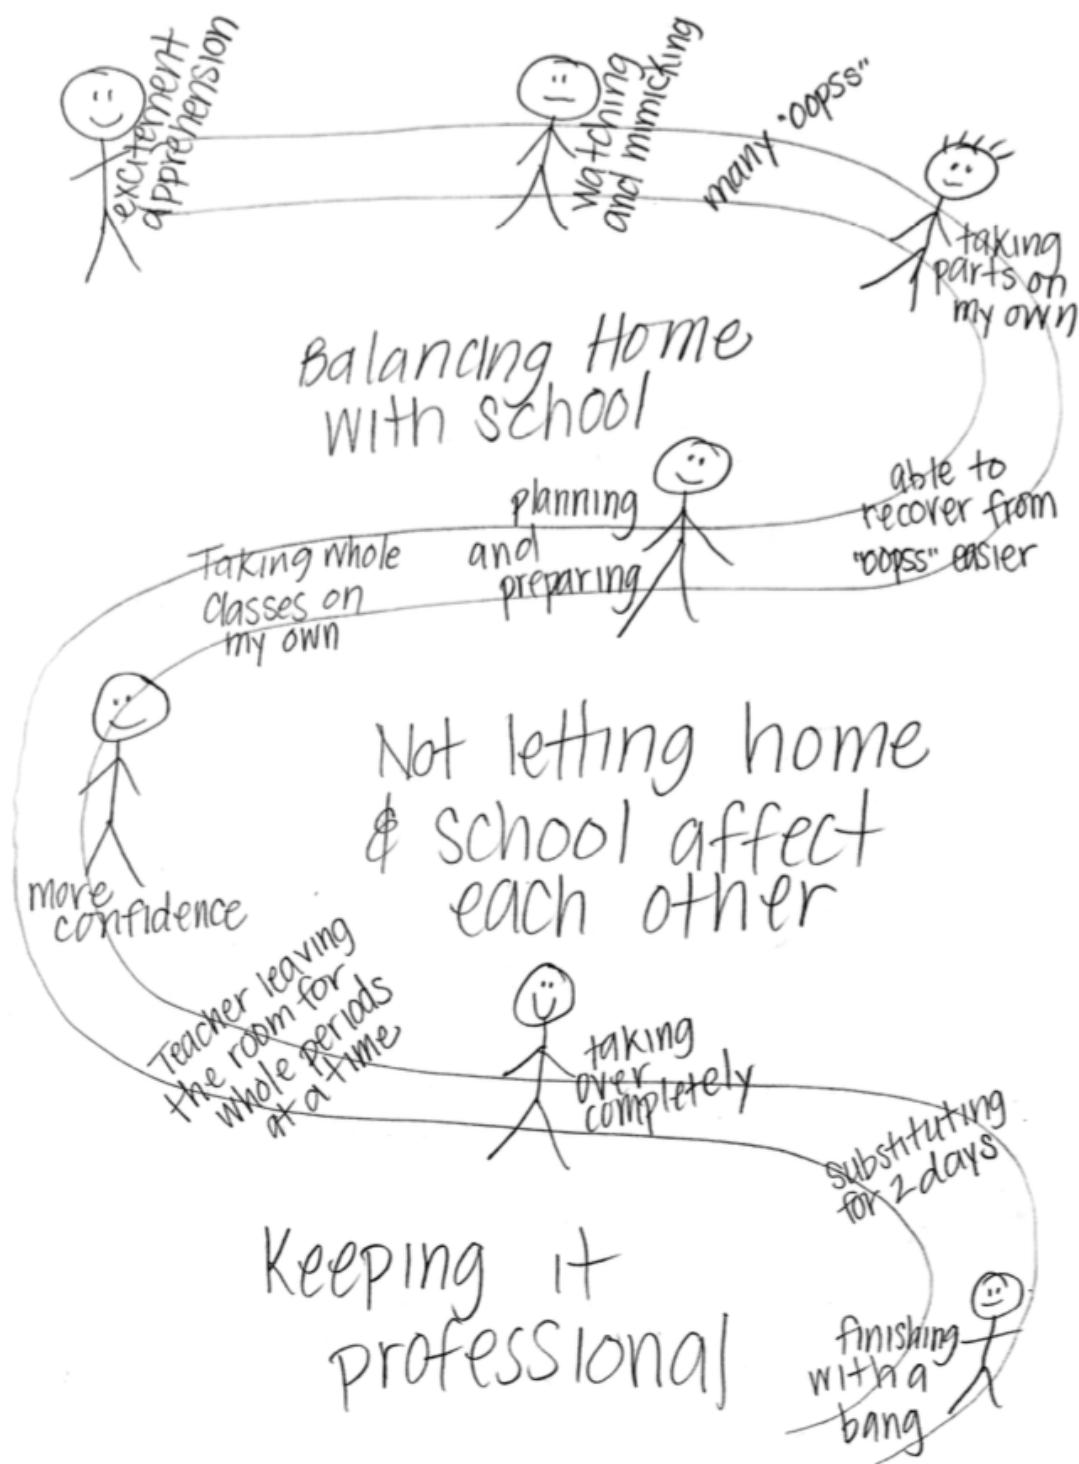 excitement
apprehension
watching
and mimicking
many "oopss"
taking
parts on
my own
Balancing Home
with school
able to
recover from
"oopss" easier
planning
and
preparing
Taking whole
classes on
my own
more
confidence
Not letting home
& school affect
each other
Teacher leaving
the room for
whole periods
at a time
taking
over
completely
substituting
for 2 days
finishing
with a
bang
Keeping it
professional